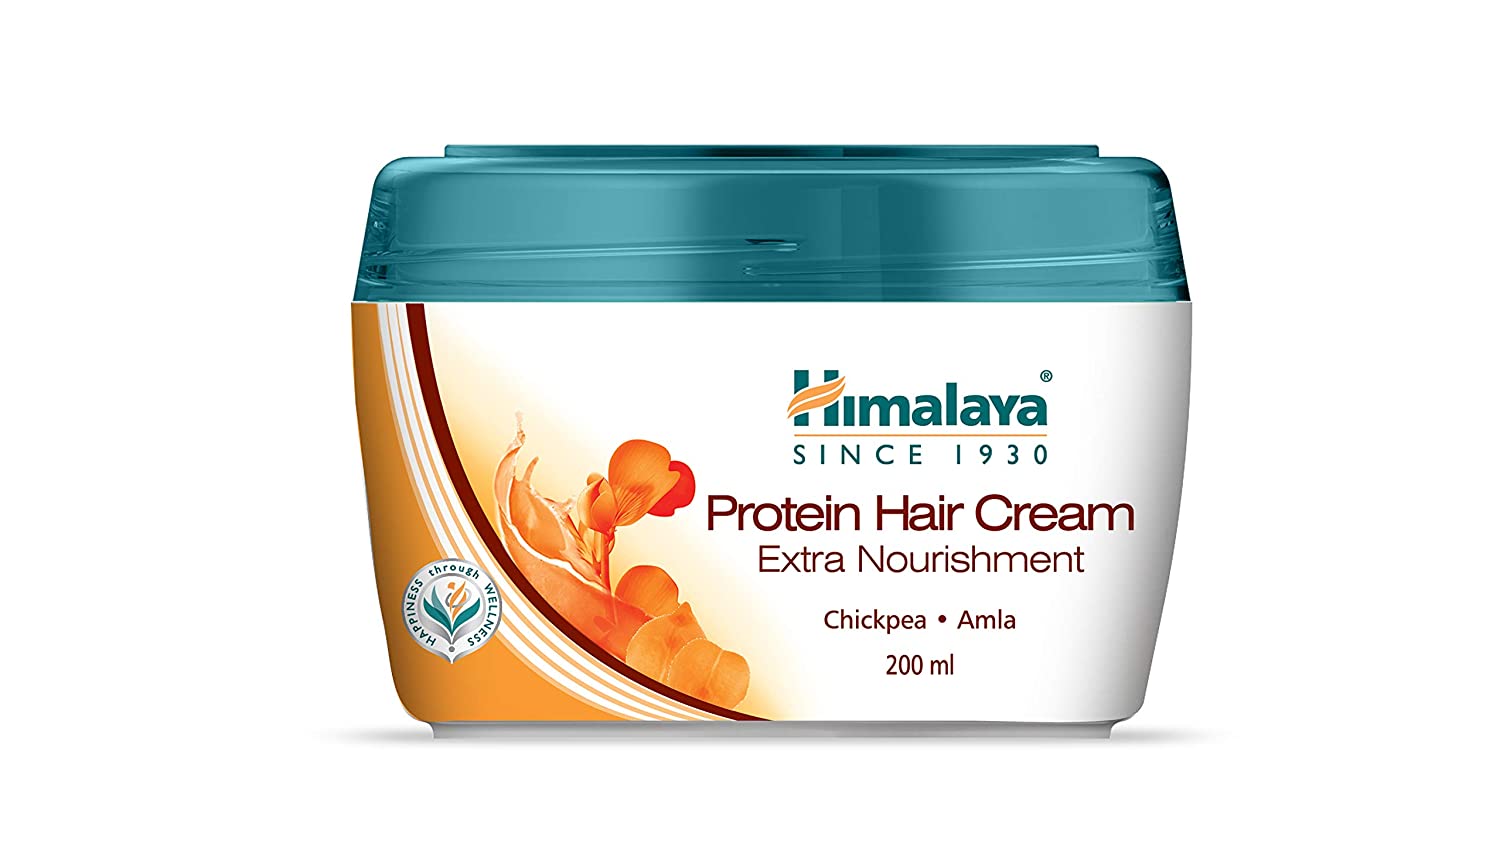 Himalaya®
SINCE 1930
Protein Hair Cream
Extra Nourishment
Chickpea • Amla
200 ml
HAPPINESS through WELLNESS